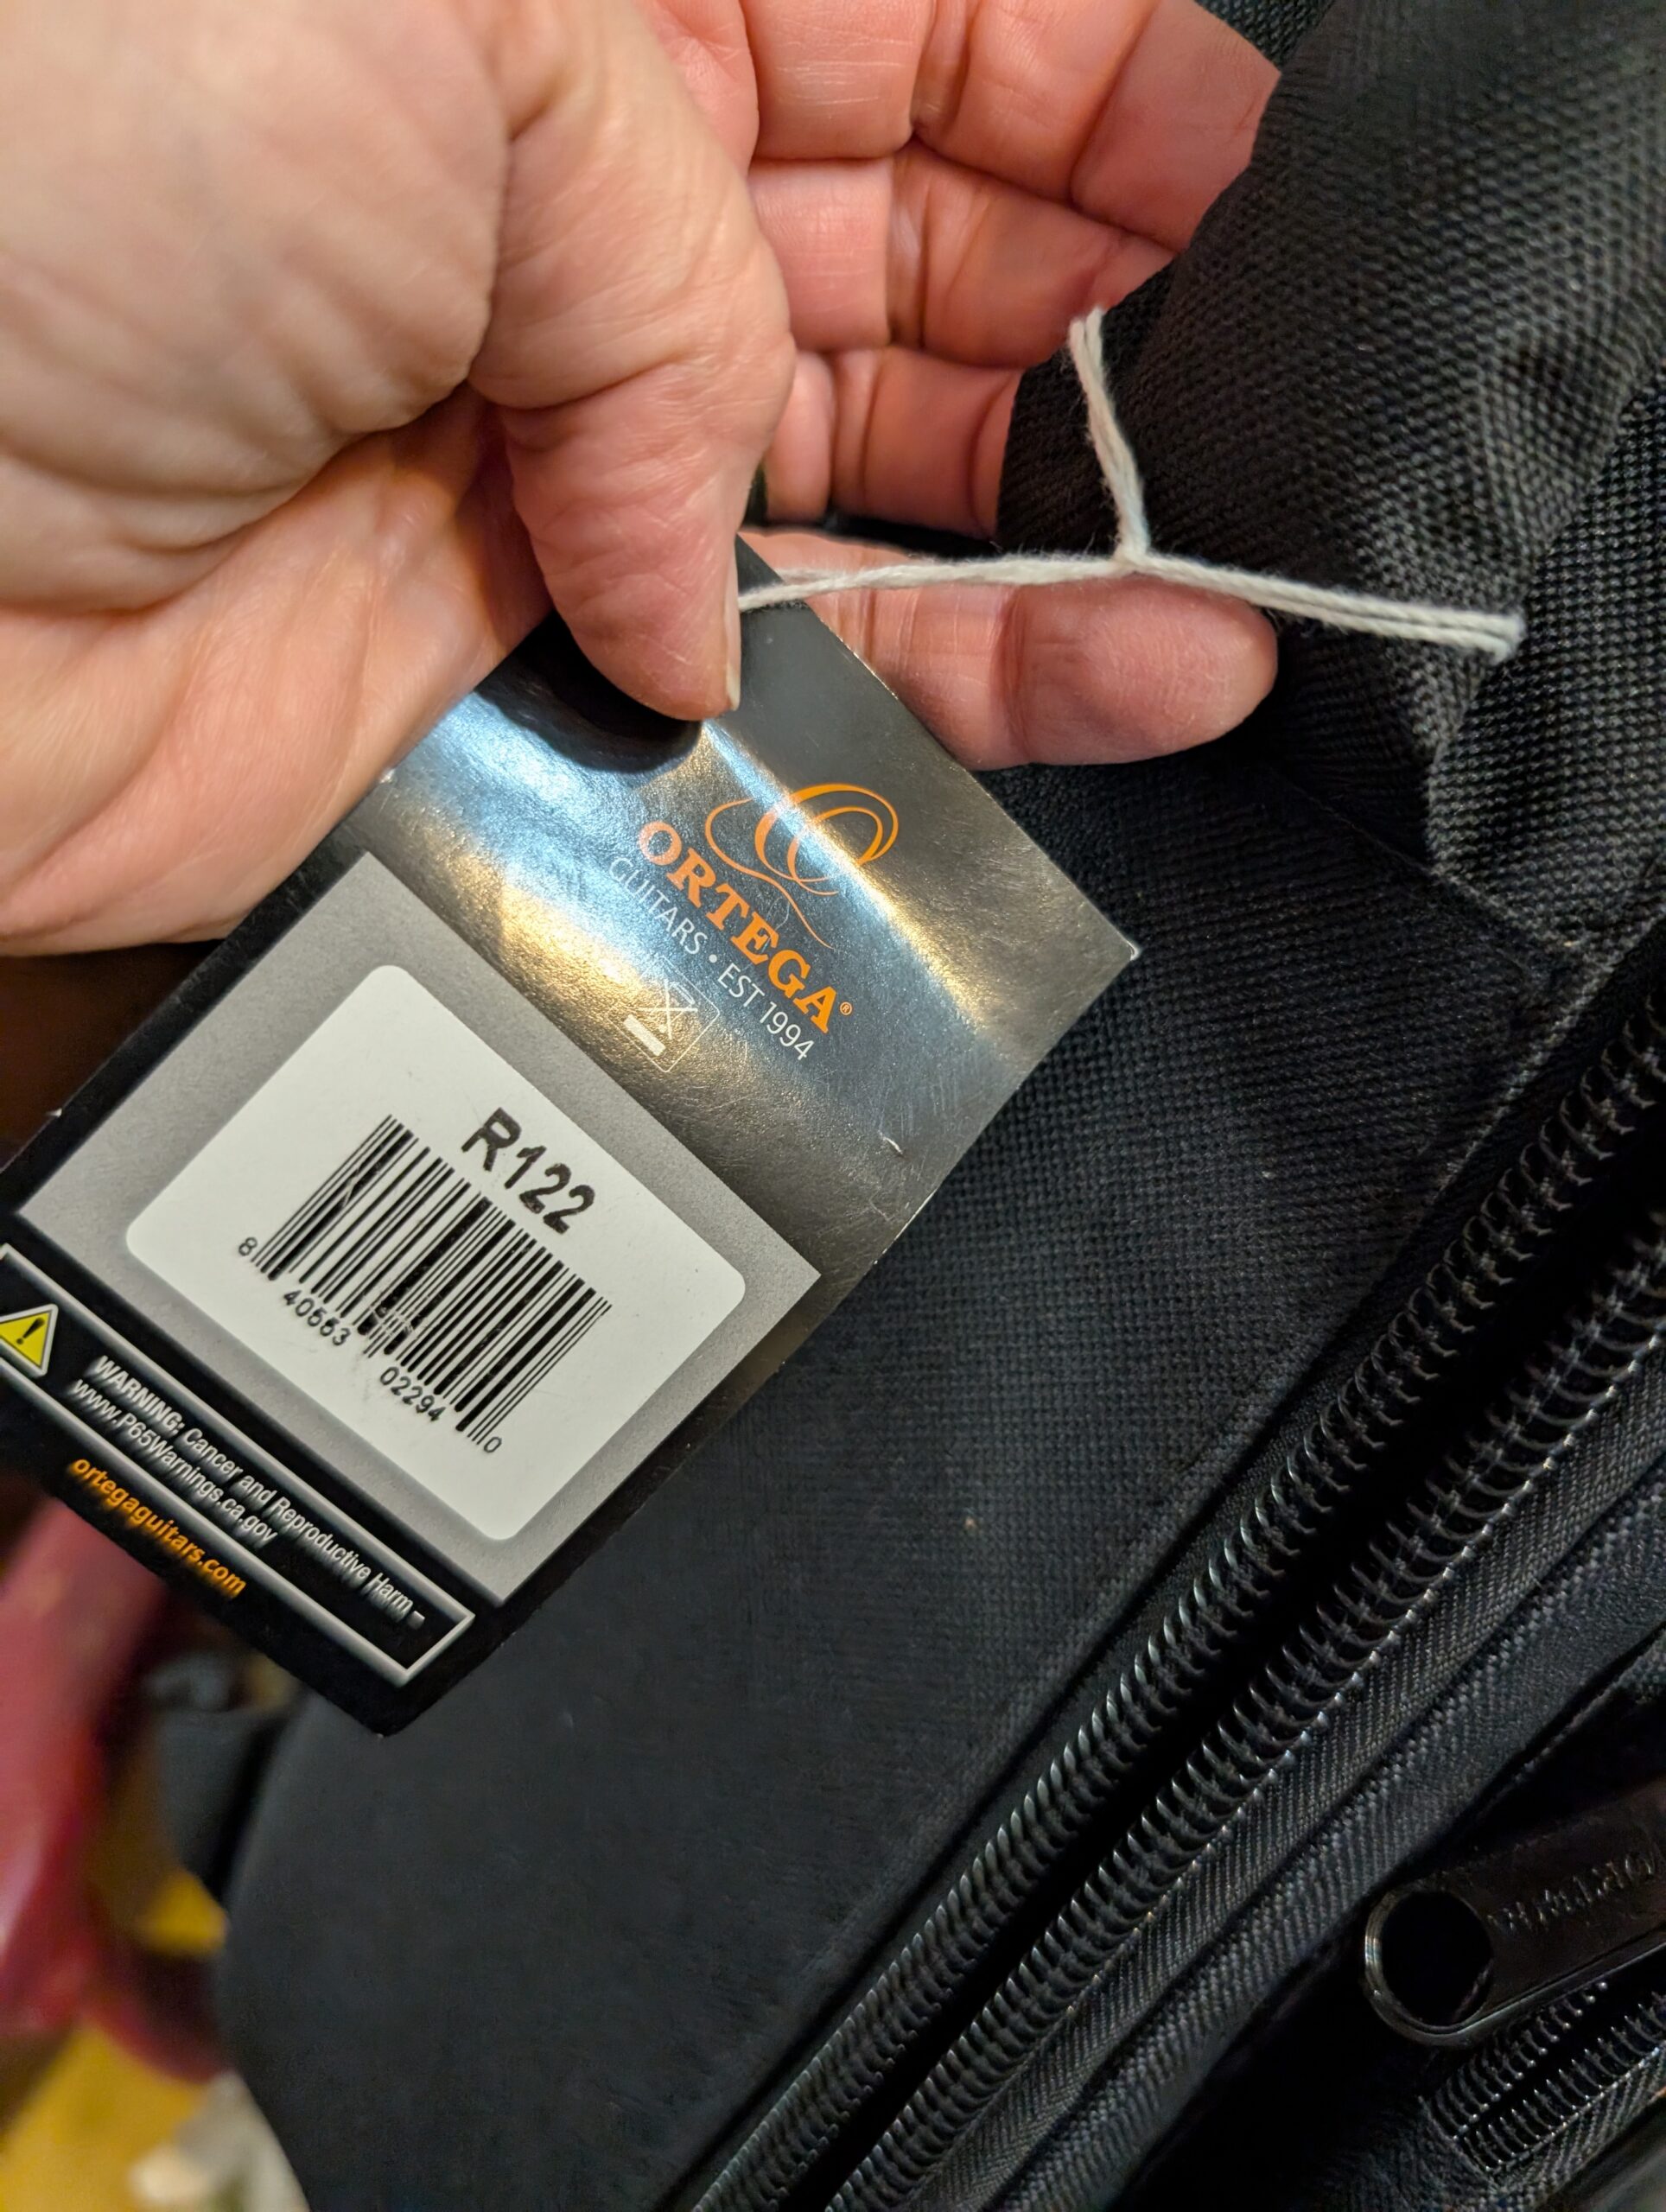 ORTEGA®
GUITARS • EST 1994
R122
8 40553 02294 0
WARNING: Cancer and Reproductive Harm -
www.P65Warnings.ca.gov
ortegaguitars.com